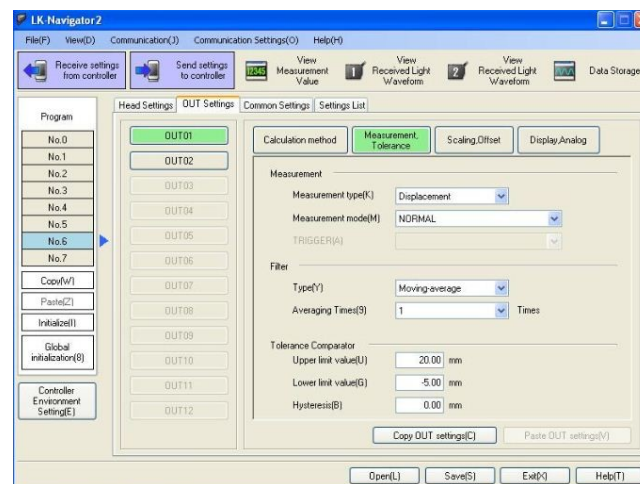 LK-Navigator2
File(F) View(D) Communication(J) Communication Settings(O) Help(H)
Receive settings from controller
Send settings to controller
12345 View Measurement Value
1 View Received Light Waveform
2 View Received Light Waveform
Data Storage
Program
No.0
No.1
No.2
No.3
No.4
No.5
No.6
No.7
Copy(W)
Paste(Z)
Initialize(I)
Global initialization(8)
Controller Environment Setting(E)
Head Settings OUT Settings Common Settings Settings List
OUT01
OUT02
OUT03
OUT04
OUT05
OUT06
OUT07
OUT08
OUT09
OUT10
OUT11
OUT12
Calculation method Measurement, Tolerance Scaling,Offset Display,Analog
Measurement
Measurement type(K) Displacement
Measurement mode(M) NORMAL
TRIGGER(A)
Filter
Type(Y) Moving-average
Averaging Times(9) 1 Times
Tolerance Comparator
Upper limit value(U) 20.00 mm
Lower limit value(G) -5.00 mm
Hysteresis(B) 0.00 mm
Copy OUT settings(C) Paste OUT settings(V)
Open(L) Save(S) Exit(X) Help(T)